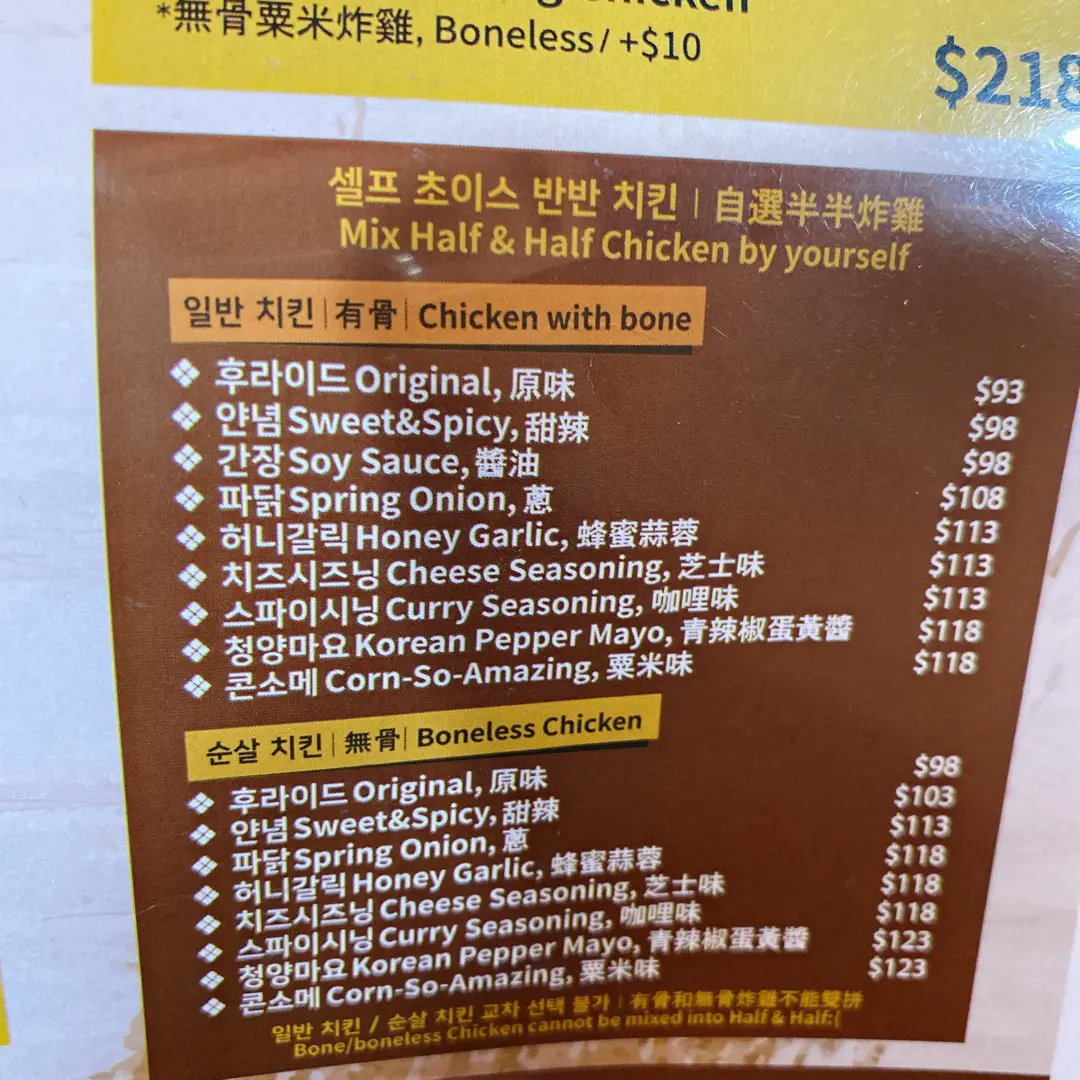 *無骨粟米炸雞, Boneless / +$10
$218
셀프 초이스 반반 치킨 | 自選半半炸雞
Mix Half & Half Chicken by yourself
일반 치킨 | 有骨 | Chicken with bone
❖ 후라이드 Original, 原味 $93
❖ 얀념 Sweet&Spicy, 甜辣 $98
❖ 간장 Soy Sauce, 醬油 $98
❖ 파닭 Spring Onion, 蔥 $108
❖ 허니갈릭 Honey Garlic, 蜂蜜蒜蓉 $113
❖ 치즈시즈닝 Cheese Seasoning, 芝士味 $113
❖ 스파이시닝 Curry Seasoning, 咖哩味 $113
❖ 청양마요 Korean Pepper Mayo, 青辣椒蛋黃醬 $118
❖ 콘소메 Corn-So-Amazing, 粟米味 $118
순살 치킨 | 無骨 | Boneless Chicken
❖ 후라이드 Original, 原味 $98
❖ 얀념 Sweet&Spicy, 甜辣 $103
❖ 파닭 Spring Onion, 蔥 $113
❖ 허니갈릭 Honey Garlic, 蜂蜜蒜蓉 $118
❖ 치즈시즈닝 Cheese Seasoning, 芝士味 $118
❖ 스파이시닝 Curry Seasoning, 咖哩味 $118
❖ 청양마요 Korean Pepper Mayo, 青辣椒蛋黃醬 $123
❖ 콘소메 Corn-So-Amazing, 粟米味 $123
일반 치킨 / 순살 치킨 교차 선택 불가 | 有骨和無骨炸雞不能雙拼
Bone/boneless Chicken cannot be mixed into Half & Half:(